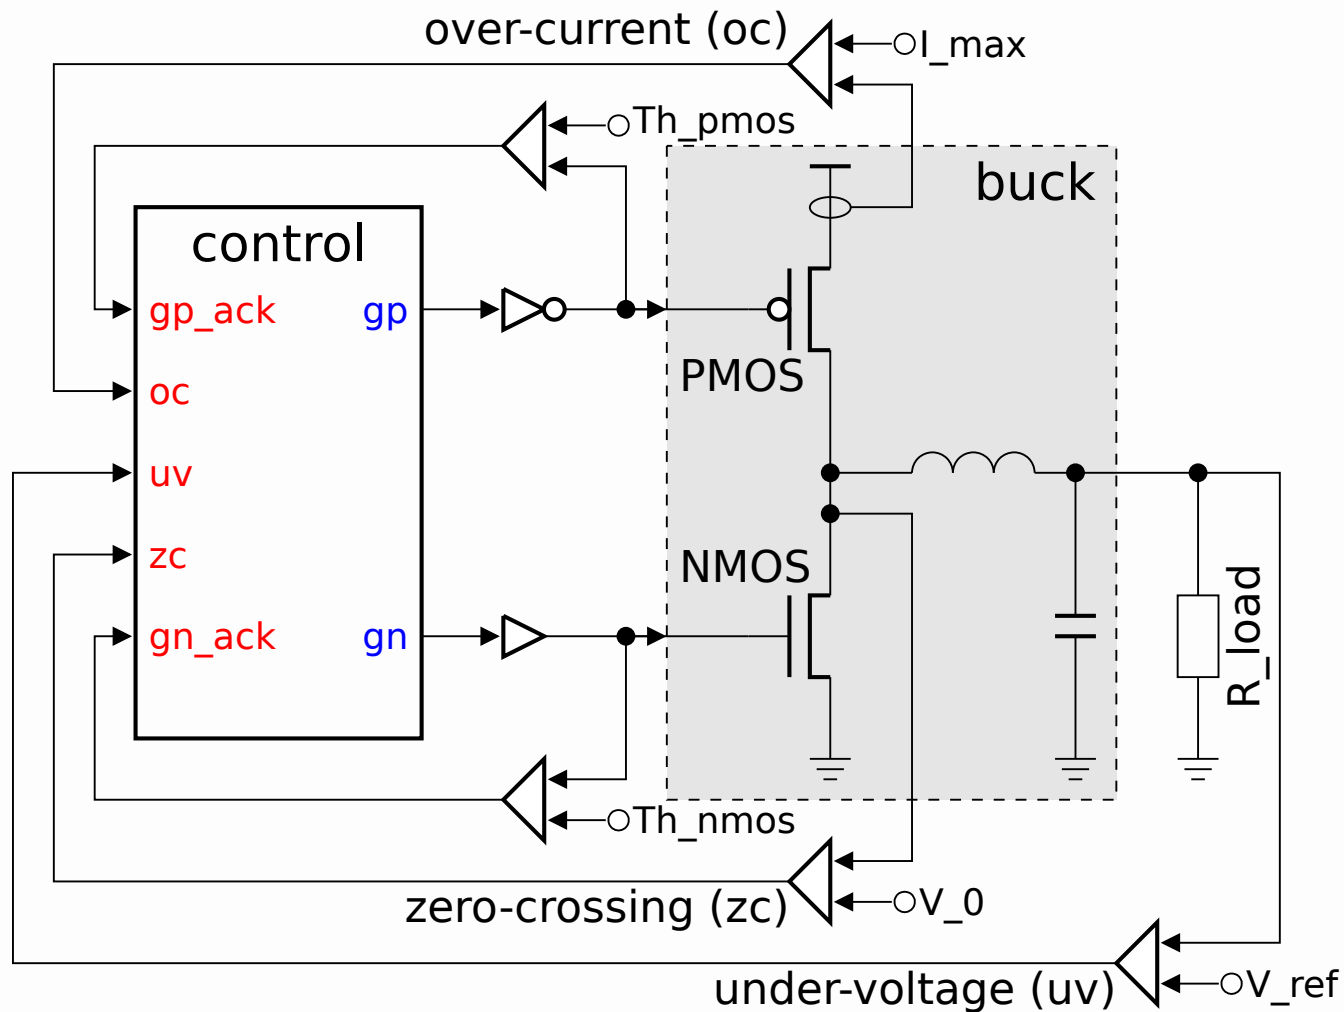 over-current (oc)
I_max
Th_pmos
buck
control
gp_ack
gp
oc
PMOS
uv
zc
NMOS
gn_ack
gn
R_load
Th_nmos
zero-crossing (zc)
V_0
under-voltage (uv)
V_ref